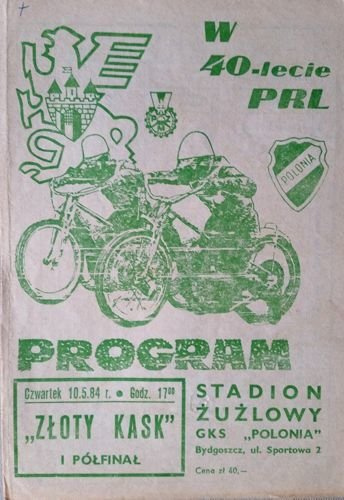 W
40-lecie
PRL
POLONIA
PROGRAM
Czwartek 10.5.84 r. • Godz. 17⁰⁰
„ZŁOTY KASK"
I PÓŁFINAŁ
STADION
ŻUŻLOWY
GKS „POLONIA"
Bydgoszcz, ul. Sportowa 2
Cena zł 40,—